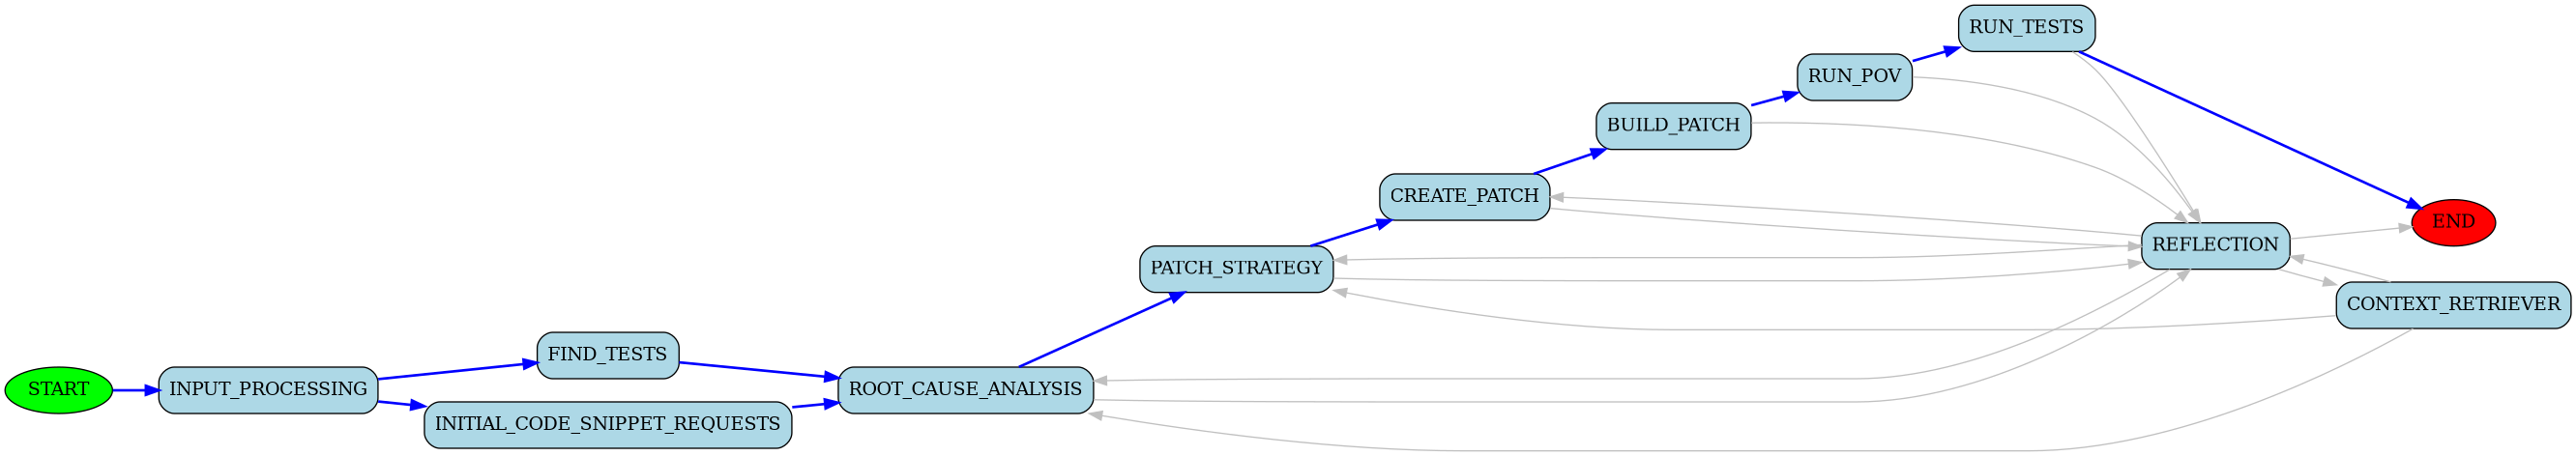 START
INPUT_PROCESSING
FIND_TESTS
INITIAL_CODE_SNIPPET_REQUESTS
ROOT_CAUSE_ANALYSIS
PATCH_STRATEGY
CREATE_PATCH
BUILD_PATCH
RUN_POV
RUN_TESTS
REFLECTION
CONTEXT_RETRIEVER
END